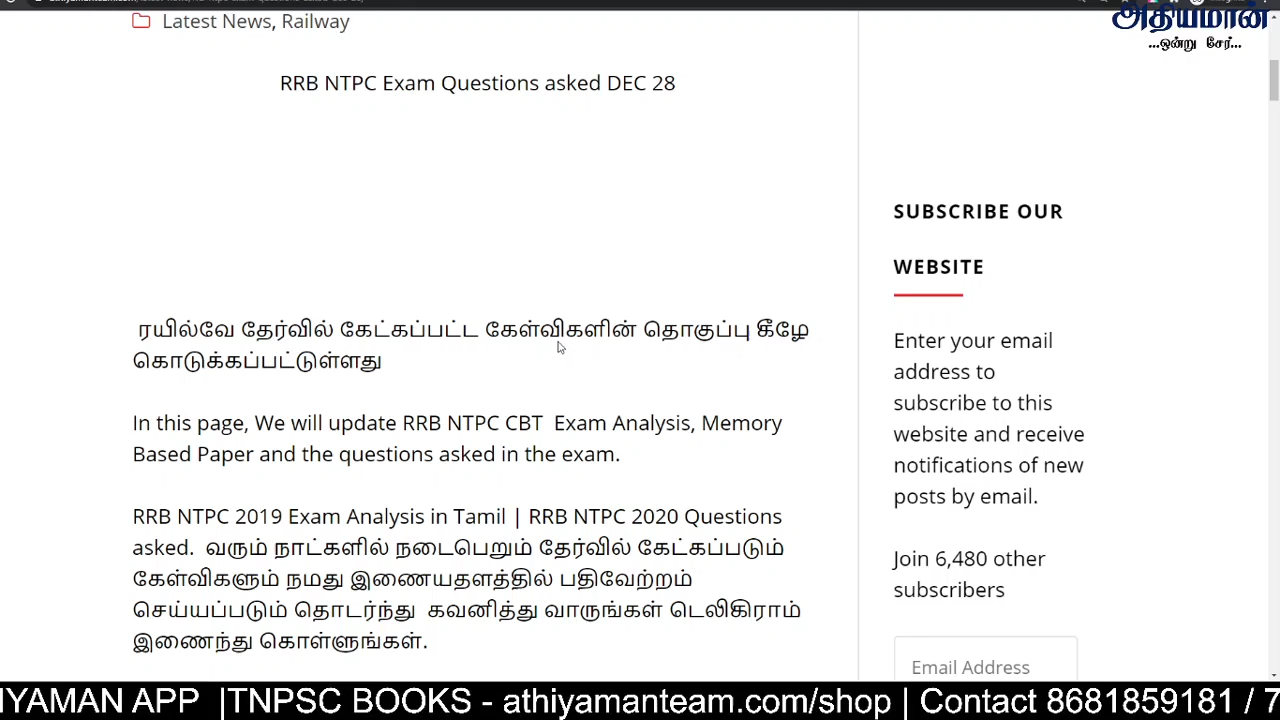 Latest News, Railway
அதியமான்
...ஒன்று சேர்...
RRB NTPC Exam Questions asked DEC 28
ரயில்வே தேர்வில் கேட்கப்பட்ட கேள்விகளின் தொகுப்பு கீழே
கொடுக்கப்பட்டுள்ளது
In this page, We will update RRB NTPC CBT Exam Analysis, Memory
Based Paper and the questions asked in the exam.
RRB NTPC 2019 Exam Analysis in Tamil | RRB NTPC 2020 Questions
asked. வரும் நாட்களில் நடைபெறும் தேர்வில் கேட்கப்படும்
கேள்விகளும் நமது இணையதளத்தில் பதிவேற்றம்
செய்யப்படும் தொடர்ந்து கவனித்து வாருங்கள் டெலிகிராம்
இணைந்து கொள்ளுங்கள்.
SUBSCRIBE OUR
WEBSITE
Enter your email
address to
subscribe to this
website and receive
notifications of new
posts by email.
Join 6,480 other
subscribers
Email Address
HIYAMAN APP |TNPSC BOOKS - athiyamanteam.com/shop | Contact 8681859181 / 7